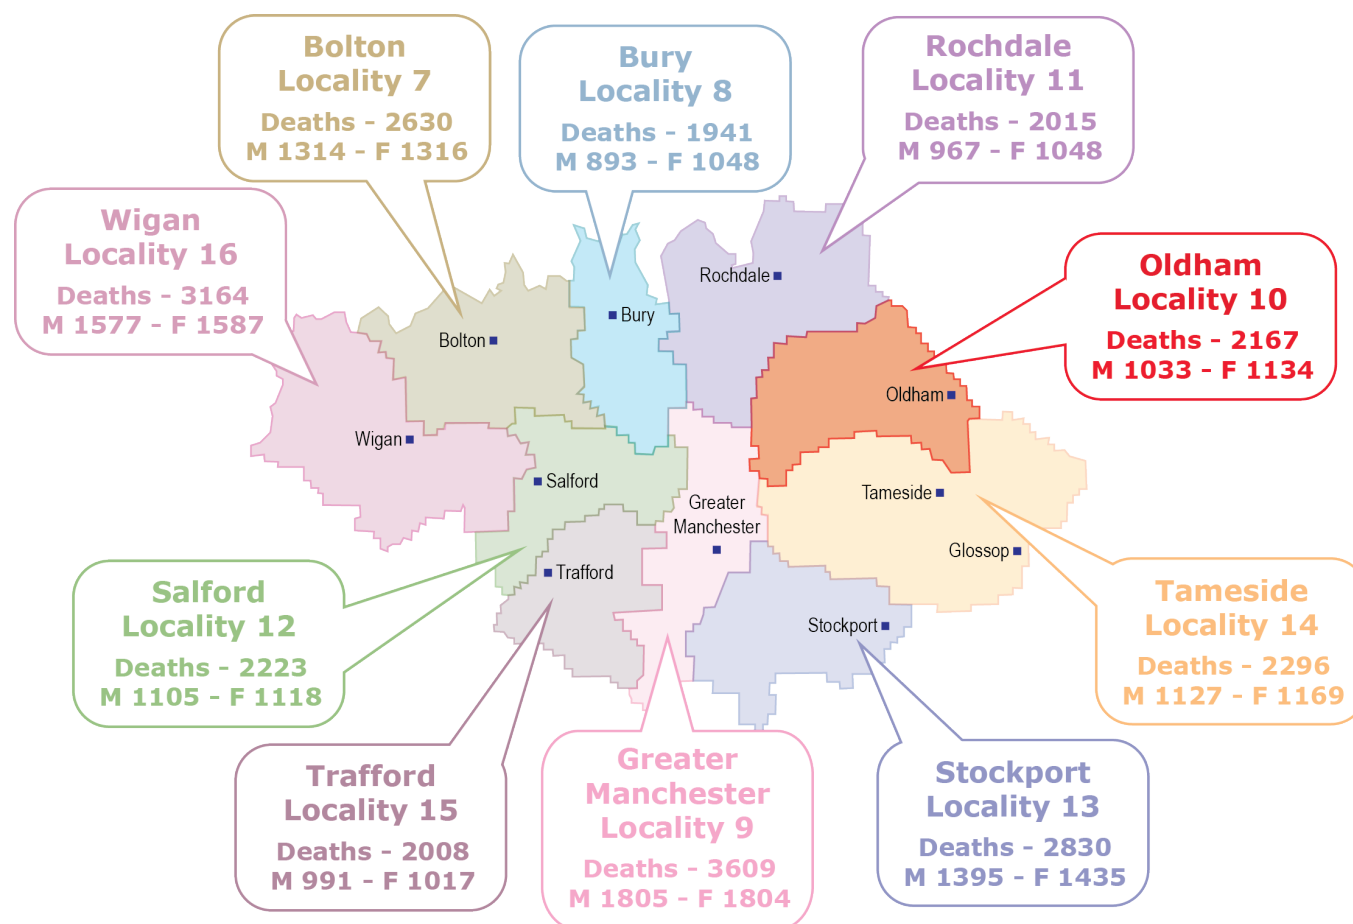 Bolton
Locality 7
Deaths - 2630
M 1314 - F 1316
Bury
Locality 8
Deaths - 1941
M 893 - F 1048
Rochdale
Locality 11
Deaths - 2015
M 967 - F 1048
Wigan
Locality 16
Deaths - 3164
M 1577 - F 1587
Oldham
Locality 10
Deaths - 2167
M 1033 - F 1134
Rochdale
Bury
Bolton
Oldham
Wigan
Salford
Tameside
Greater
Manchester
Glossop
Trafford
Stockport
Salford
Locality 12
Deaths - 2223
M 1105 - F 1118
Tameside
Locality 14
Deaths - 2296
M 1127 - F 1169
Trafford
Locality 15
Deaths - 2008
M 991 - F 1017
Greater
Manchester
Locality 9
Deaths - 3609
M 1805 - F 1804
Stockport
Locality 13
Deaths - 2830
M 1395 - F 1435